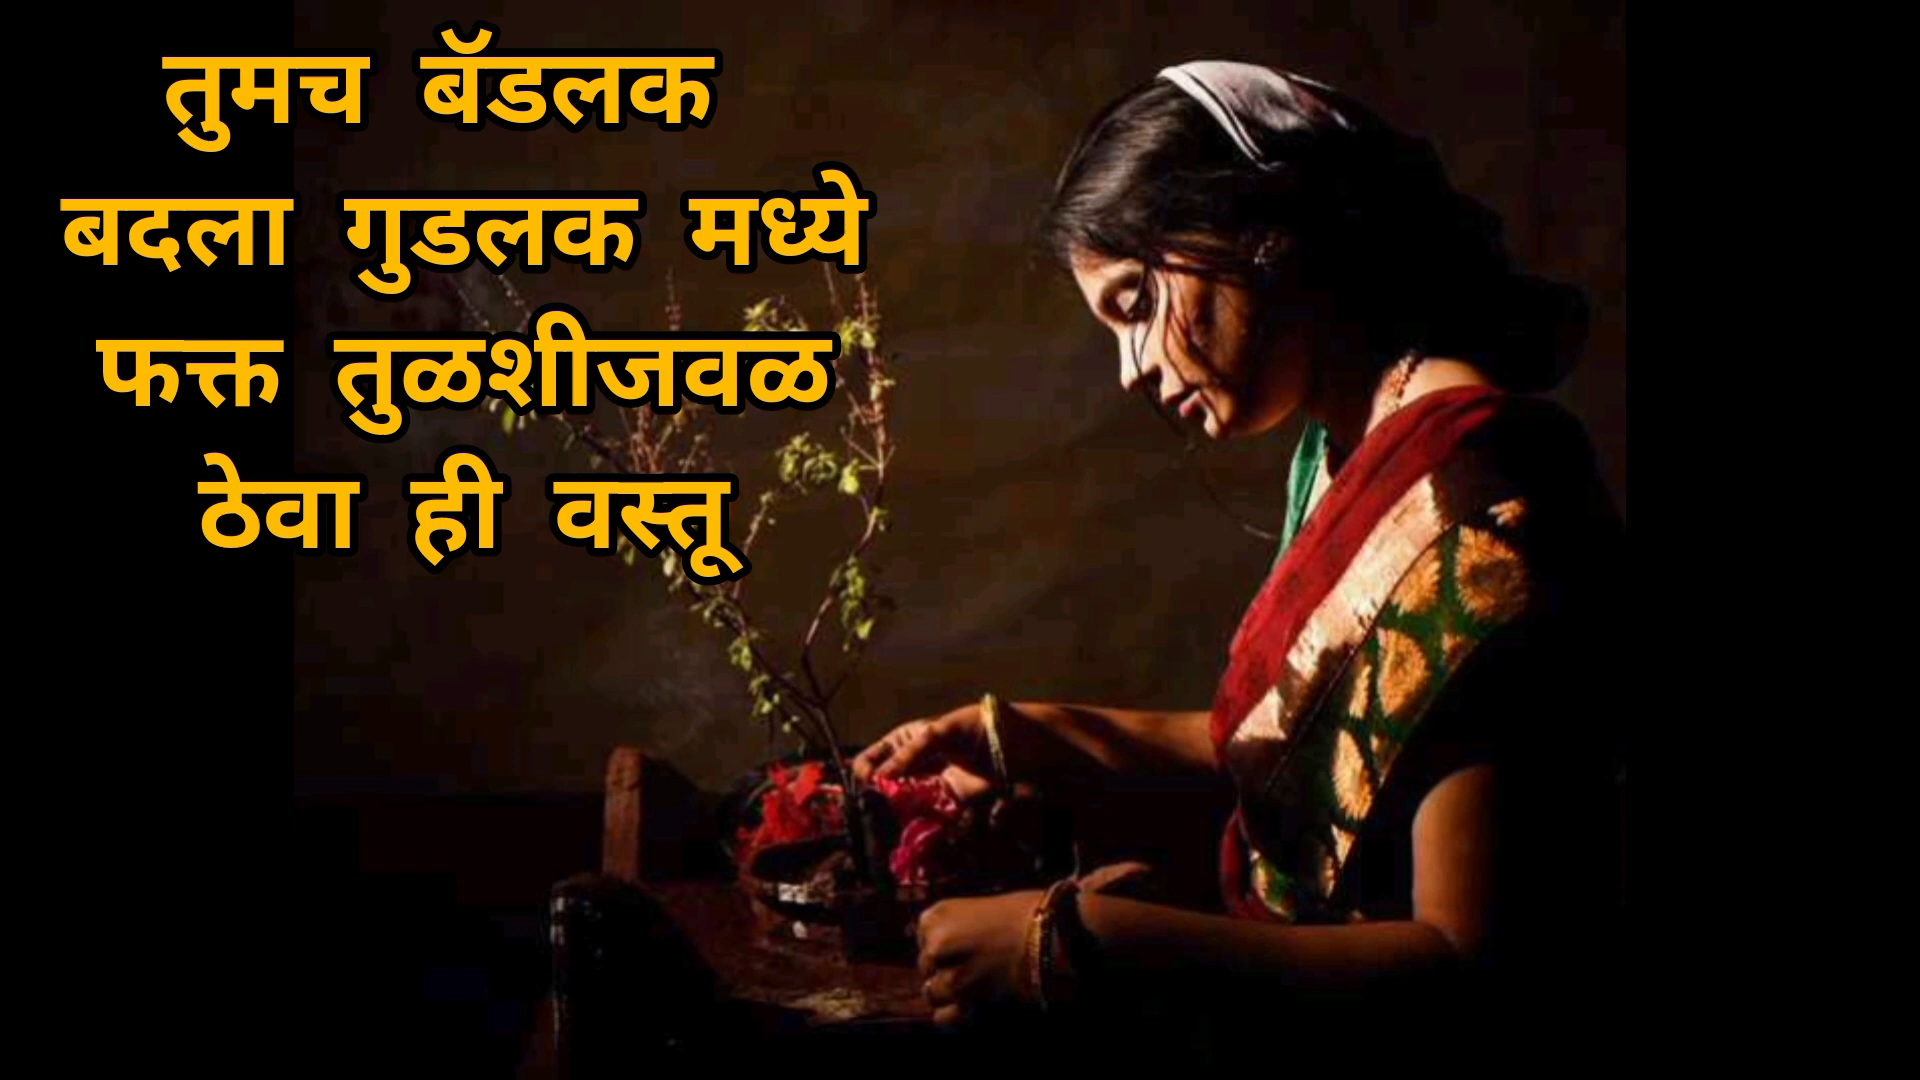 तुमच बॅडलक
बदला गुडलक मध्ये
फक्त तुळशीजवळ
ठेवा ही वस्तू